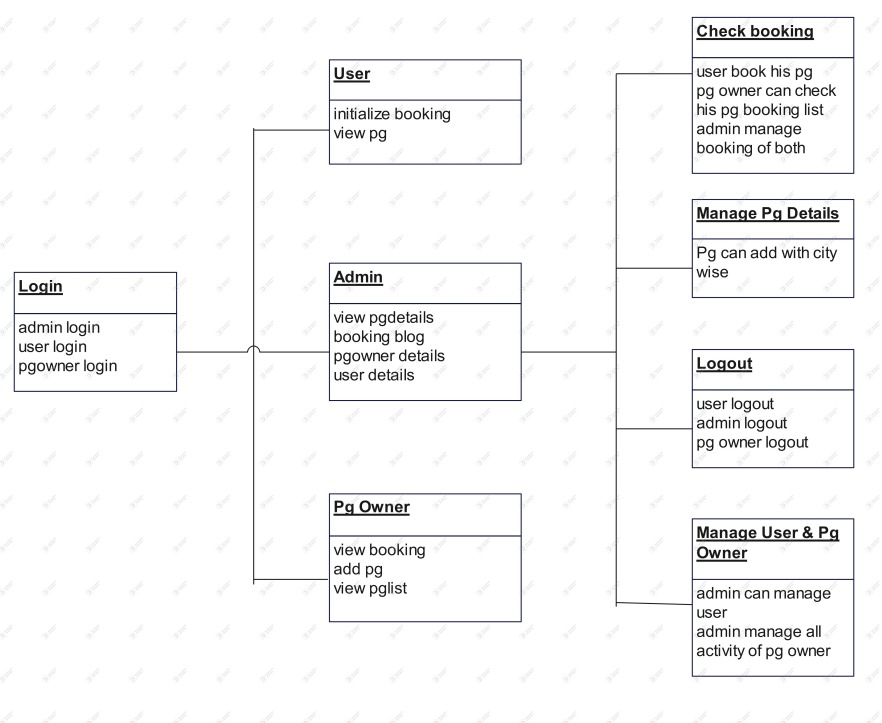 Login
admin login
user login
pgowner login
User
initialize booking
view pg
Admin
view pgdetails
booking blog
pgowner details
user details
Pg Owner
view booking
add pg
view pglist
Check booking
user book his pg
pg owner can check
his pg booking list
admin manage
booking of both
Manage Pg Details
Pg can add with city
wise
Logout
user logout
admin logout
pg owner logout
Manage User & Pg
Owner
admin can manage
user
admin manage all
activity of pg owner